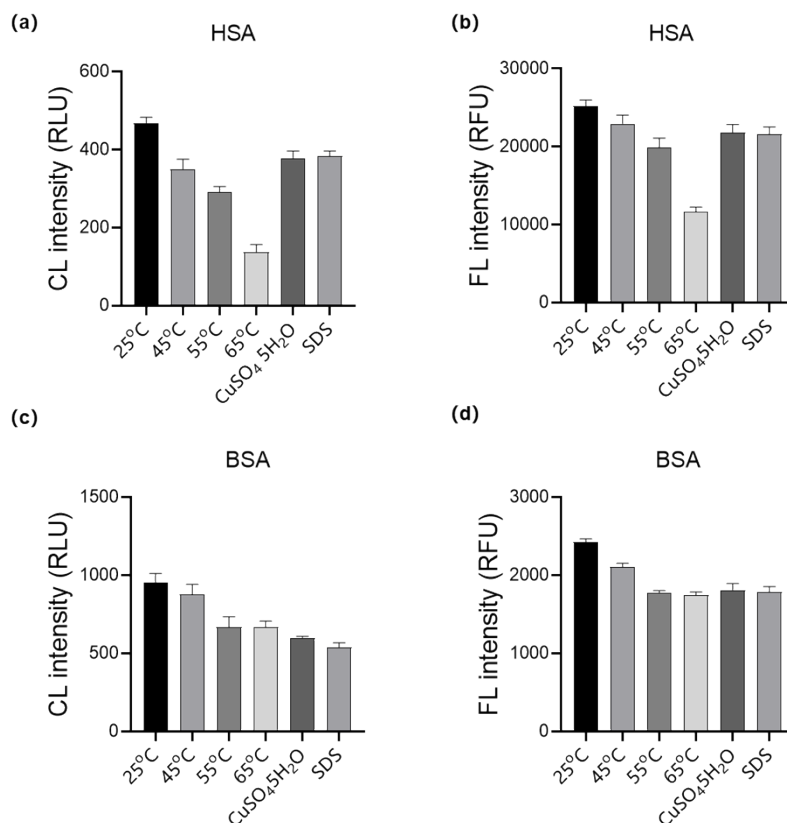 (a)
HSA
CL intensity (RLU)
600
400
200
0
25°C
45°C
55°C
65°C
CuSO₄ 5H₂O
SDS
(b)
HSA
FL intensity (RFU)
30000
20000
10000
0
25°C
45°C
55°C
65°C
CuSO₄5H₂O
SDS
(c)
BSA
CL intensity (RLU)
1500
1000
500
0
25°C
45°C
55°C
65°C
CuSO₄5H₂O
SDS
(d)
BSA
FL intensity (RFU)
3000
2000
1000
0
25°C
45°C
55°C
65°C
CuSO₄5H₂O
SDS